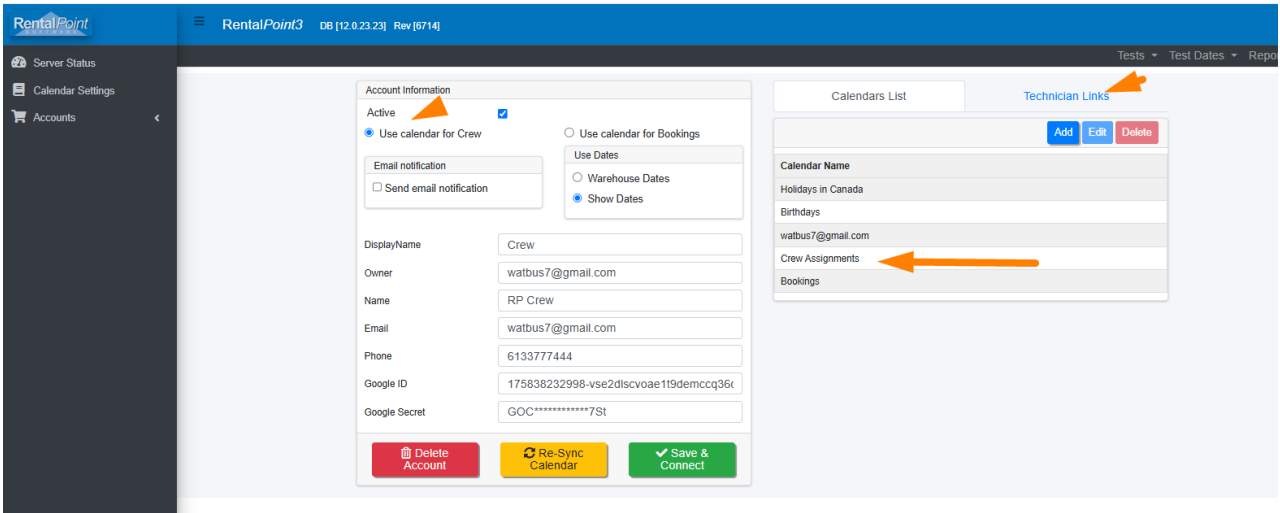 RentalPoint
SOFTWARE
RentalPoint3 DB [12.0.23.23] Rev [6714]
Tests Test Dates Repo
Server Status
Calendar Settings
Accounts
Account Information
Active
Use calendar for Crew
Use calendar for Bookings
Email notification
Send email notification
Use Dates
Warehouse Dates
Show Dates
DisplayName Crew
Owner watbus7@gmail.com
Name RP Crew
Email watbus7@gmail.com
Phone 6133777444
Google ID 175838232998-vse2dlscvoae1t9demccq36c
Google Secret GOC************7St
Delete
Account
Re-Sync
Calendar
Save &
Connect
Calendars List Technician Links
Add Edit Delete
Calendar Name
Holidays in Canada
Birthdays
watbus7@gmail.com
Crew Assignments
Bookings